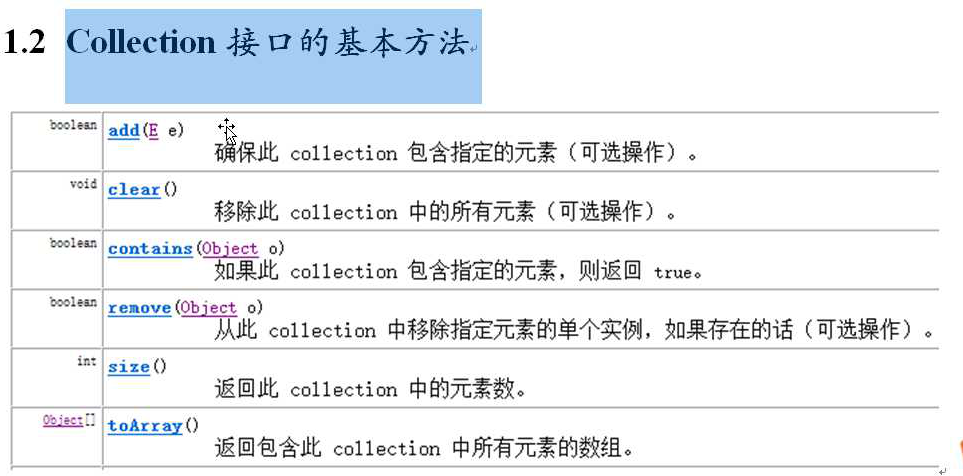 1.2 Collection 接口的基本方法
boolean add(E e)
确保此 collection 包含指定的元素（可选操作）。
void clear()
移除此 collection 中的所有元素（可选操作）。
boolean contains(Object o)
如果此 collection 包含指定的元素，则返回 true。
boolean remove(Object o)
从此 collection 中移除指定元素的单个实例，如果存在的话（可选操作）。
int size()
返回此 collection 中的元素数。
Object[] toArray()
返回包含此 collection 中所有元素的数组。